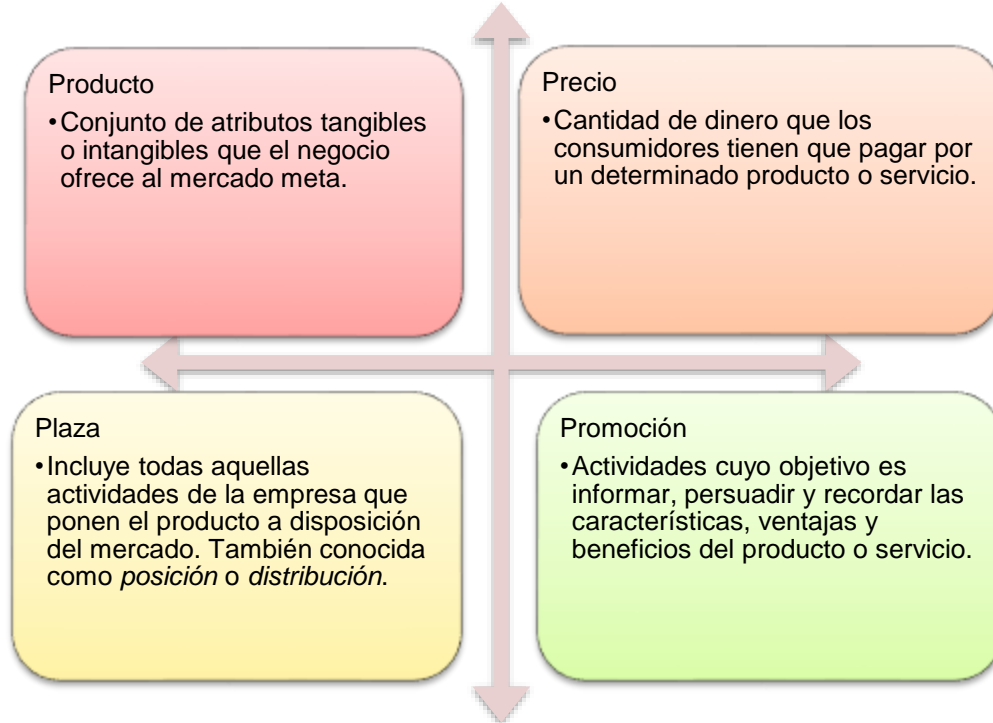 Producto
•Conjunto de atributos tangibles
o intangibles que el negocio
ofrece al mercado meta.
Precio
•Cantidad de dinero que los
consumidores tienen que pagar por
un determinado producto o servicio.
Plaza
•Incluye todas aquellas
actividades de la empresa que
ponen el producto a disposición
del mercado. También conocida
como posición o distribución.
Promoción
•Actividades cuyo objetivo es
informar, persuadir y recordar las
características, ventajas y
beneficios del producto o servicio.